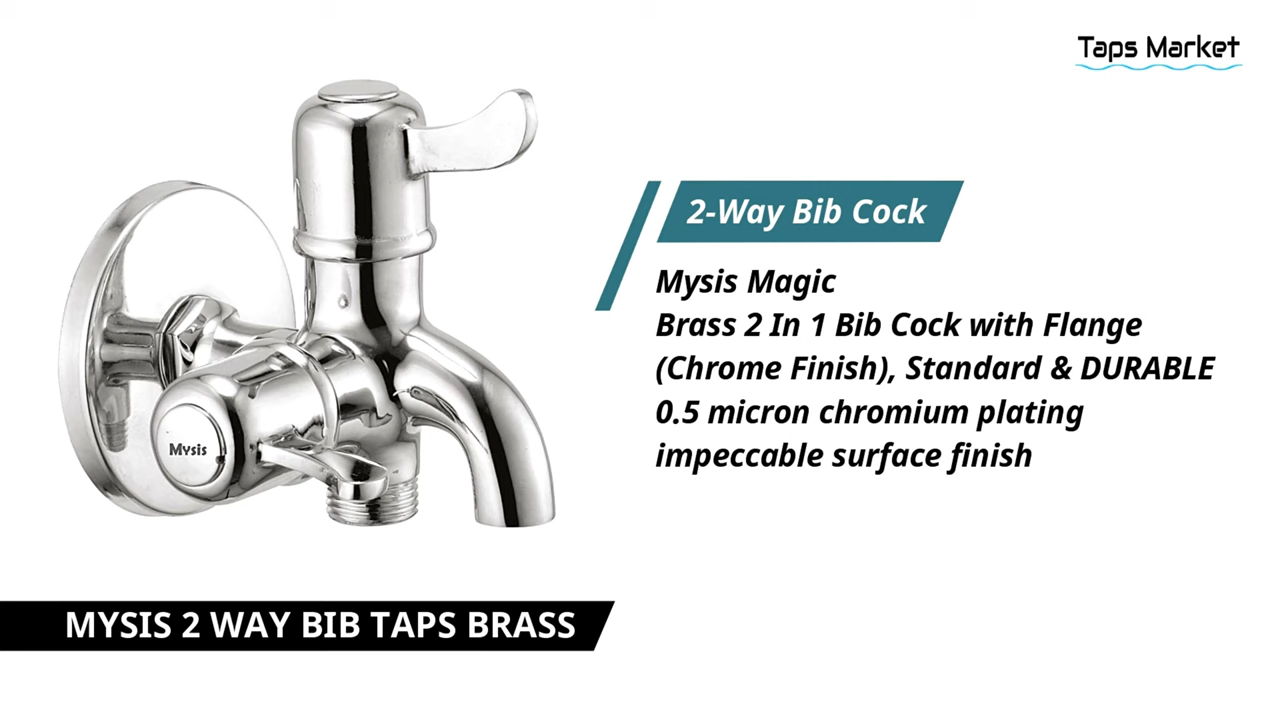 Taps Market
2-Way Bib Cock
Mysis Magic
Brass 2 In 1 Bib Cock with Flange
(Chrome Finish), Standard & DURABLE
0.5 micron chromium plating
impeccable surface finish
Mysis
MYSIS 2 WAY BIB TAPS BRASS